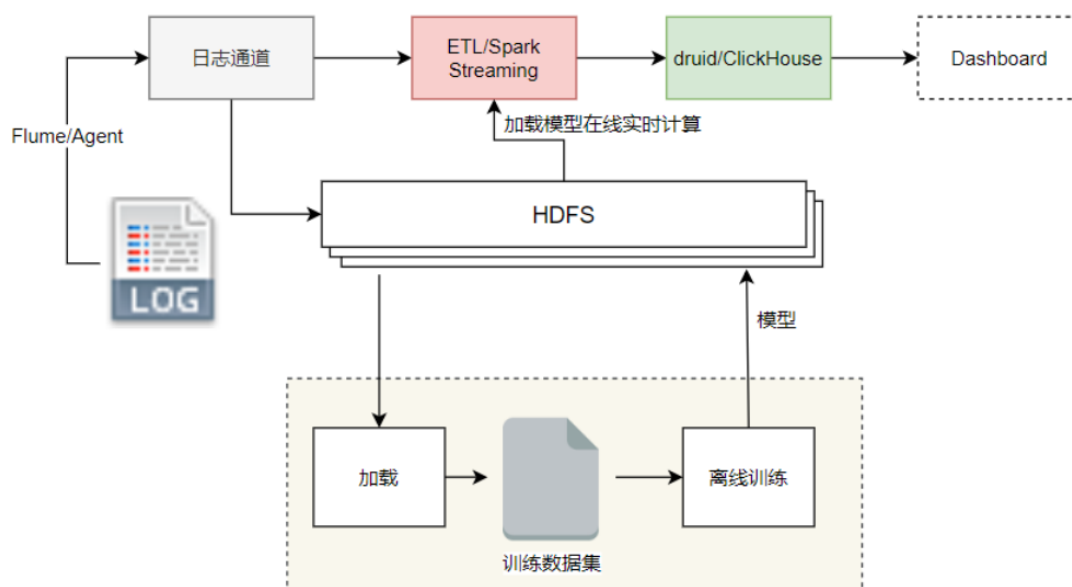 日志通道
ETL/Spark
Streaming
druid/ClickHouse
Dashboard
Flume/Agent
加载模型在线实时计算
HDFS
LOG
模型
加载
离线训练
训练数据集